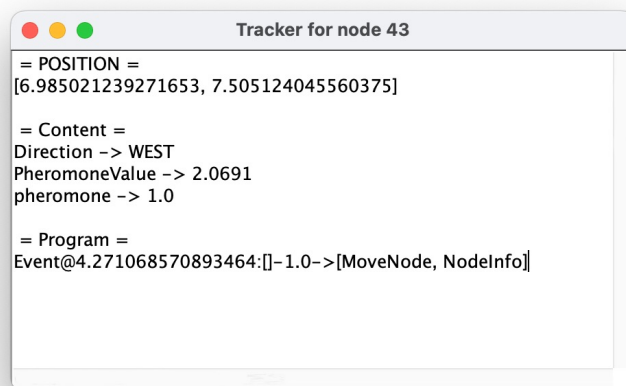 Tracker for node 43
= POSITION =
[6.985021239271653, 7.505124045560375]
= Content =
Direction -> WEST
PheromoneValue -> 2.0691
pheromone -> 1.0
= Program =
Event@4.271068570893464:[]-1.0->[MoveNode, NodeInfo]